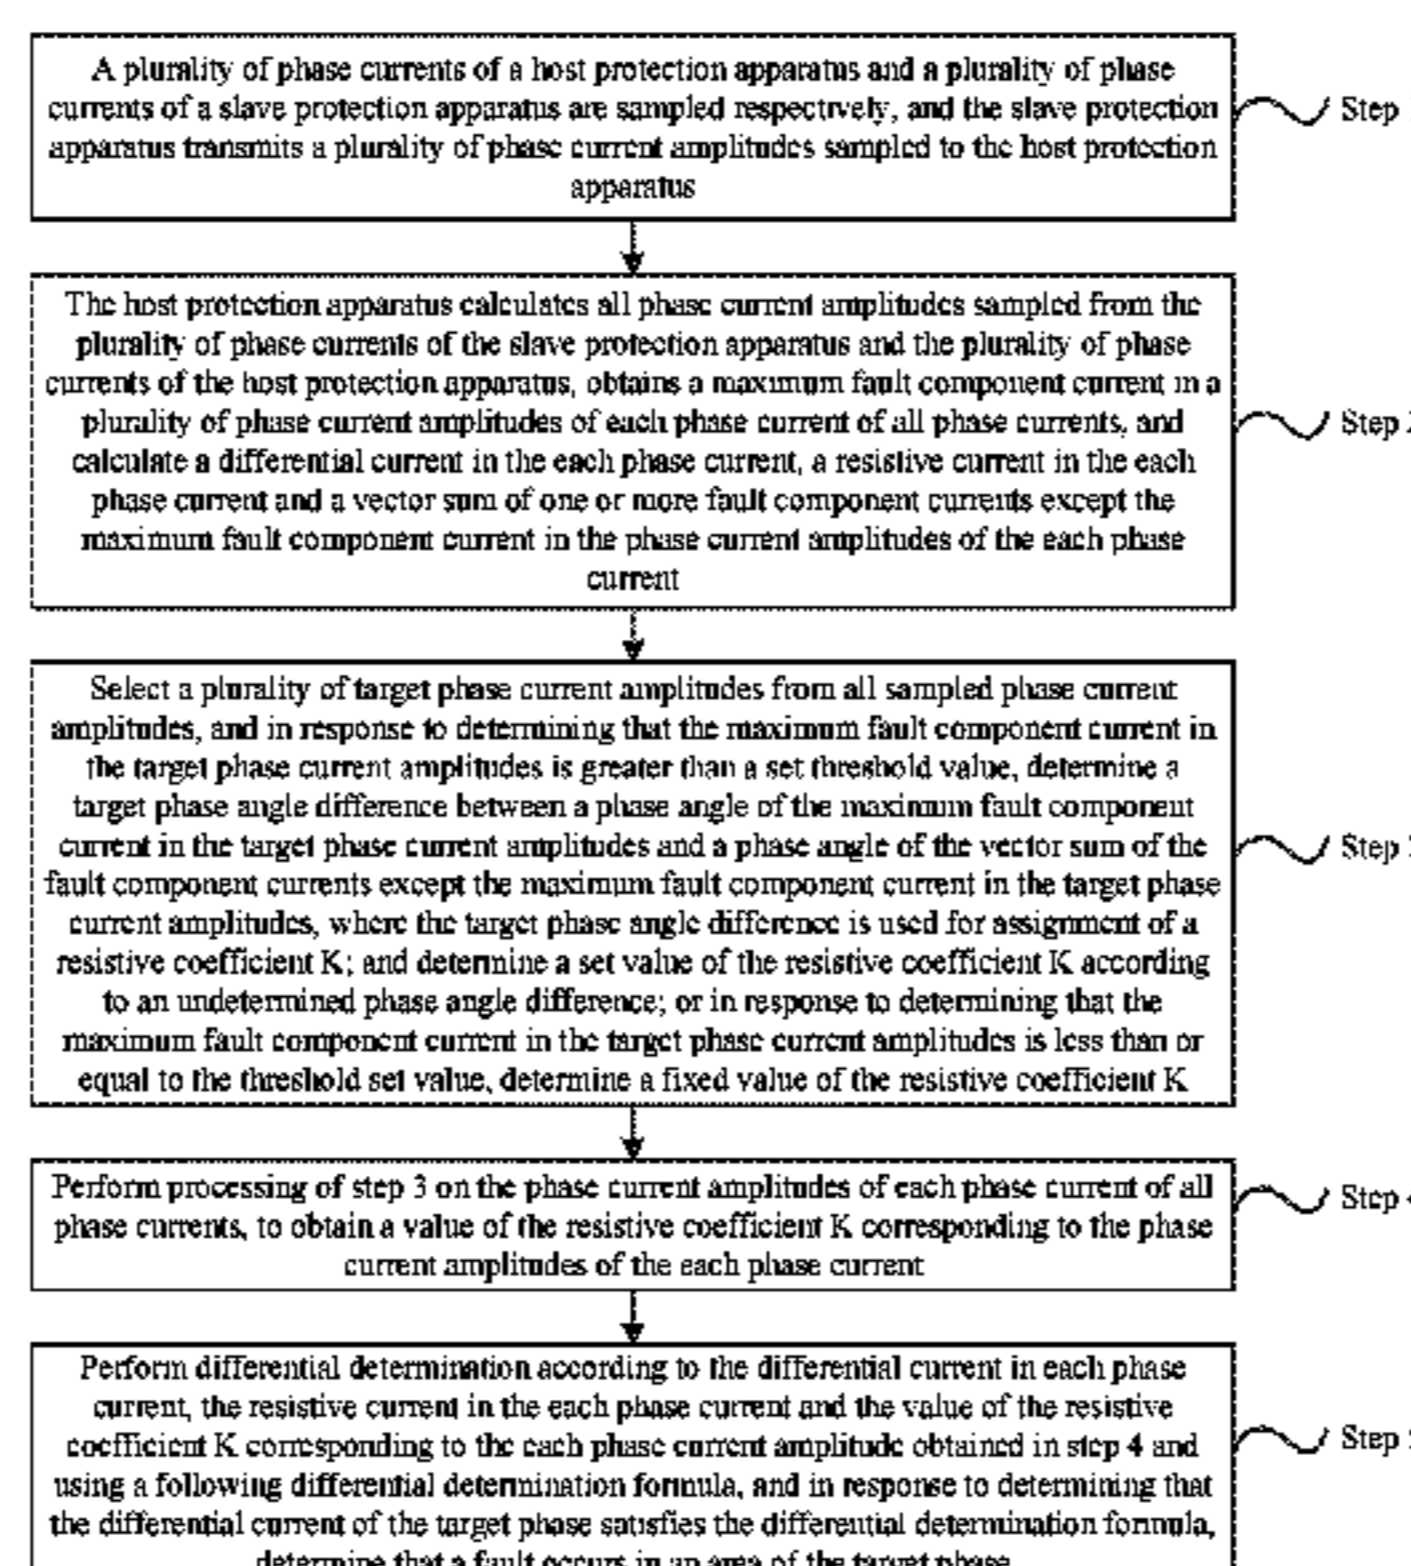 A plurality of phase currents of a host protection apparatus and a plurality of phase
currents of a slave protection apparatus are sampled respectively, and the slave protection
apparatus transmits a plurality of phase current amplitudes sampled to the host protection
apparatus
Step
The host protection apparatus calculates all phase current amplitudes sampled from the
plurality of phase currents of the slave protection apparatus and the plurality of phase
currents of the host protection apparatus, obtains a maximum fault component current in a
plurality of phase current amplitudes of each phase current of all phase currents, and
calculate a differential current in the each phase current, a resistive current in the each
phase current and a vector sum of one or more fault component currents except the
maximum fault component current in the phase current amplitudes of the each phase
current
Step
Select a plurality of target phase current amplitudes from all sampled phase current
amplitudes, and in response to determining that the maximum fault component current in
the target phase current amplitudes is greater than a set threshold value, determine a
target phase angle difference between a phase angle of the maximum fault component
current in the target phase current amplitudes and a phase angle of the vector sum of the
fault component currents except the maximum fault component current in the target phase
current amplitudes, where the target phase angle difference is used for assignment of a
resistive coefficient K; and determine a set value of the resistive coefficient K according
to an undetermined phase angle difference; or in response to determining that the
maximum fault component current in the target phase current amplitudes is less than or
equal to the threshold set value, determine a fixed value of the resistive coefficient K
Step
Perform processing of step 3 on the phase current amplitudes of each phase current of all
phase currents, to obtain a value of the resistive coefficient K corresponding to the phase
current amplitudes of the each phase current
Step
Perform differential determination according to the differential current in each phase
current, the resistive current in the each phase current and the value of the resistive
coefficient K corresponding to the each phase current amplitude obtained in step 4 and
using a following differential determination formula, and in response to determining that
the differential current of the target phase satisfies the differential determination formula,
determine that a fault occurs in an area of the target phase
Step